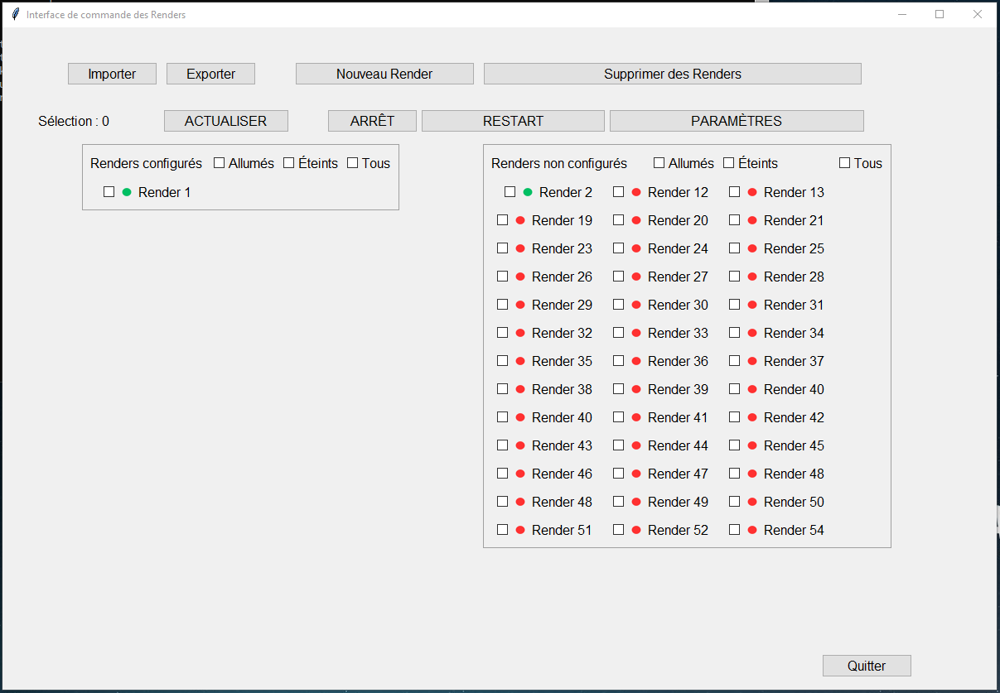 Interface de commande des Renders
Importer Exporter Nouveau Render Supprimer des Renders
Sélection : 0 ACTUALISER ARRÊT RESTART PARAMÈTRES
Renders configurés Allumés Éteints Tous
Render 1
Renders non configurés Allumés Éteints Tous
Render 2 Render 12 Render 13
Render 19 Render 20 Render 21
Render 23 Render 24 Render 25
Render 26 Render 27 Render 28
Render 29 Render 30 Render 31
Render 32 Render 33 Render 34
Render 35 Render 36 Render 37
Render 38 Render 39 Render 40
Render 40 Render 41 Render 42
Render 43 Render 44 Render 45
Render 46 Render 47 Render 48
Render 48 Render 49 Render 50
Render 51 Render 52 Render 54
Quitter